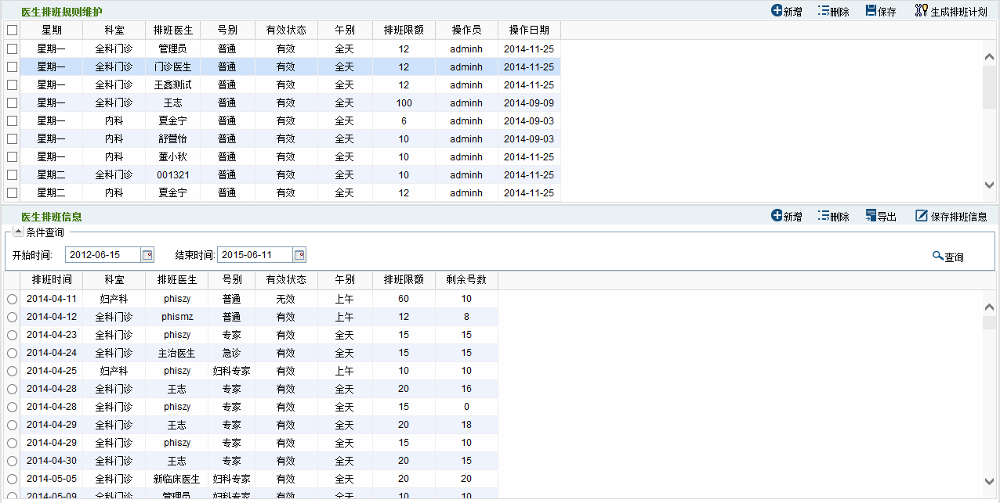 医生排班规则维护 新增 删除 保存 生成排班计划
星期 科室 排班医生 号别 有效状态 午别 排班限额 操作员 操作日期
星期一 全科门诊 管理员 普通 有效 全天 12 adminh 2014-11-25
星期一 全科门诊 门诊医生 普通 有效 全天 12 adminh 2014-11-25
星期一 全科门诊 王鑫测试 普通 有效 全天 12 adminh 2014-11-25
星期一 全科门诊 王志 普通 有效 全天 100 adminh 2014-09-09
星期一 内科 夏金宁 普通 有效 全天 6 adminh 2014-09-03
星期一 内科 舒萱怡 普通 有效 全天 10 adminh 2014-09-03
星期一 内科 董小秋 普通 有效 全天 10 adminh 2014-11-25
星期二 全科门诊 001321 普通 有效 全天 10 adminh 2014-11-25
星期二 内科 夏金宁 普通 有效 全天 12 adminh 2014-11-25
医生排班信息 新增 删除 导出 保存排班信息
条件查询
开始时间: 2012-06-15 结束时间: 2015-06-11 查询
排班时间 科室 排班医生 号别 有效状态 午别 排班限额 剩余号数
2014-04-11 妇产科 phiszy 普通 无效 上午 60 10
2014-04-12 全科门诊 phismz 普通 有效 上午 12 8
2014-04-23 全科门诊 phiszy 专家 有效 全天 15 15
2014-04-24 全科门诊 主治医生 急诊 有效 全天 15 15
2014-04-25 妇产科 phiszy 妇科专家 有效 上午 10 10
2014-04-28 全科门诊 王志 专家 有效 全天 20 16
2014-04-28 全科门诊 phiszy 专家 有效 全天 15 0
2014-04-29 全科门诊 王志 专家 有效 全天 20 18
2014-04-29 全科门诊 phiszy 专家 有效 全天 15 10
2014-04-30 全科门诊 王志 专家 有效 全天 20 15
2014-05-05 全科门诊 新临床医生 妇科专家 有效 全天 20 20
2014-05-09 全科门诊 管理员 妇科专家 有效 全天 10 10